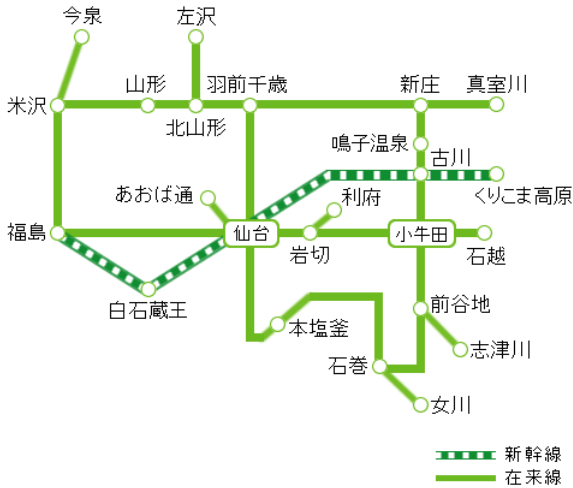 今泉
左沢
米沢
山形
北山形
羽前千歳
新庄
真室川
鳴子温泉
古川
くりこま高原
あおば通
利府
福島
仙台
岩切
小牛田
石越
白石蔵王
本塩釜
前谷地
志津川
石巻
女川
新幹線
在来線